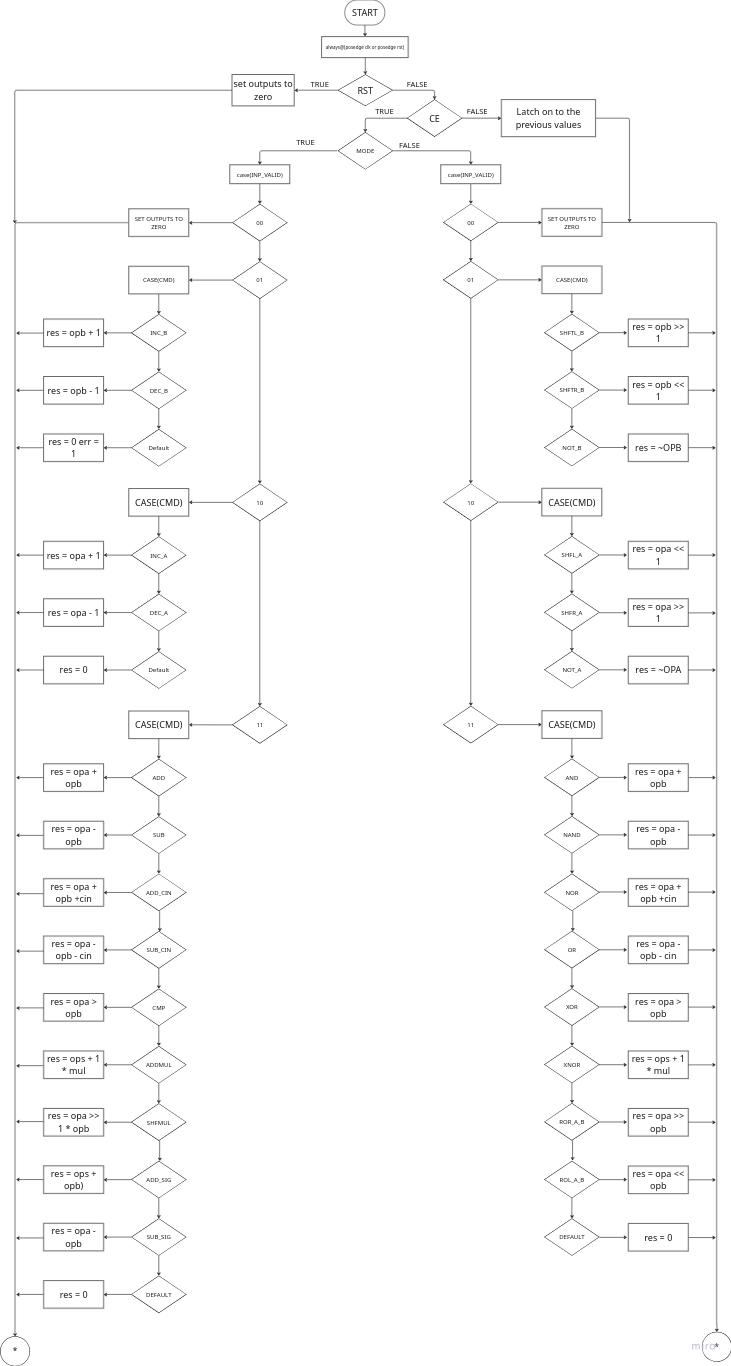 START
always@(posedge clk or posedge rst)
set outputs to
zero
TRUE
RST
FALSE
TRUE
CE
FALSE
Latch on to the
previous values
TRUE
MODE
FALSE
case(INP_VALID)
case(INP_VALID)
SET OUTPUTS TO
ZERO
00
00
SET OUTPUTS TO
ZERO
CASE(CMD)
01
01
CASE(CMD)
res = opb + 1
INC_B
SHFTL_B
res = opb >>
1
res = opb - 1
DEC_B
SHFTR_B
res = opb <<
1
res = 0 err =
1
Default
NOT_B
res = ~OPB
CASE(CMD)
10
10
CASE(CMD)
res = opa + 1
INC_A
SHFL_A
res = opa <<
1
res = opa - 1
DEC_A
SHFR_A
res = opa >>
1
res = 0
Default
NOT_A
res = ~OPA
CASE(CMD)
11
11
CASE(CMD)
res = opa +
opb
ADD
AND
res = opa +
opb
res = opa -
opb
SUB
NAND
res = opa -
opb
res = opa +
opb +cin
ADD_CIN
NOR
res = opa +
opb +cin
res = opa -
opb - cin
SUB_CIN
OR
res = opa -
opb - cin
res = opa >
opb
CMP
XOR
res = opa >
opb
res = ops + 1
* mul
ADDMUL
XNOR
res = ops + 1
* mul
res = opa >>
1 * opb
SHFMUL
ROR_A_B
res = opa >>
opb
res = ops +
opb)
ADD_SIG
ROL_A_B
res = opa <<
opb
res = opa -
opb
SUB_SIG
DEFAULT
res = 0
res = 0
DEFAULT
*
miro
*